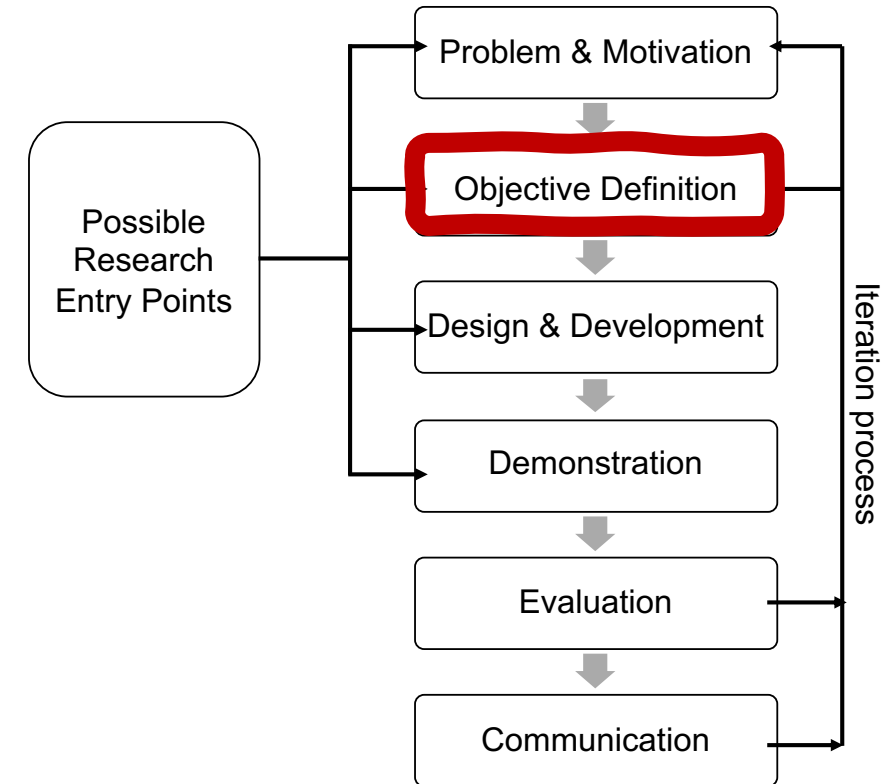 Problem & Motivation
Objective Definition
Possible
Research
Entry Points
Design & Development
Demonstration
Evaluation
Communication
Iteration process